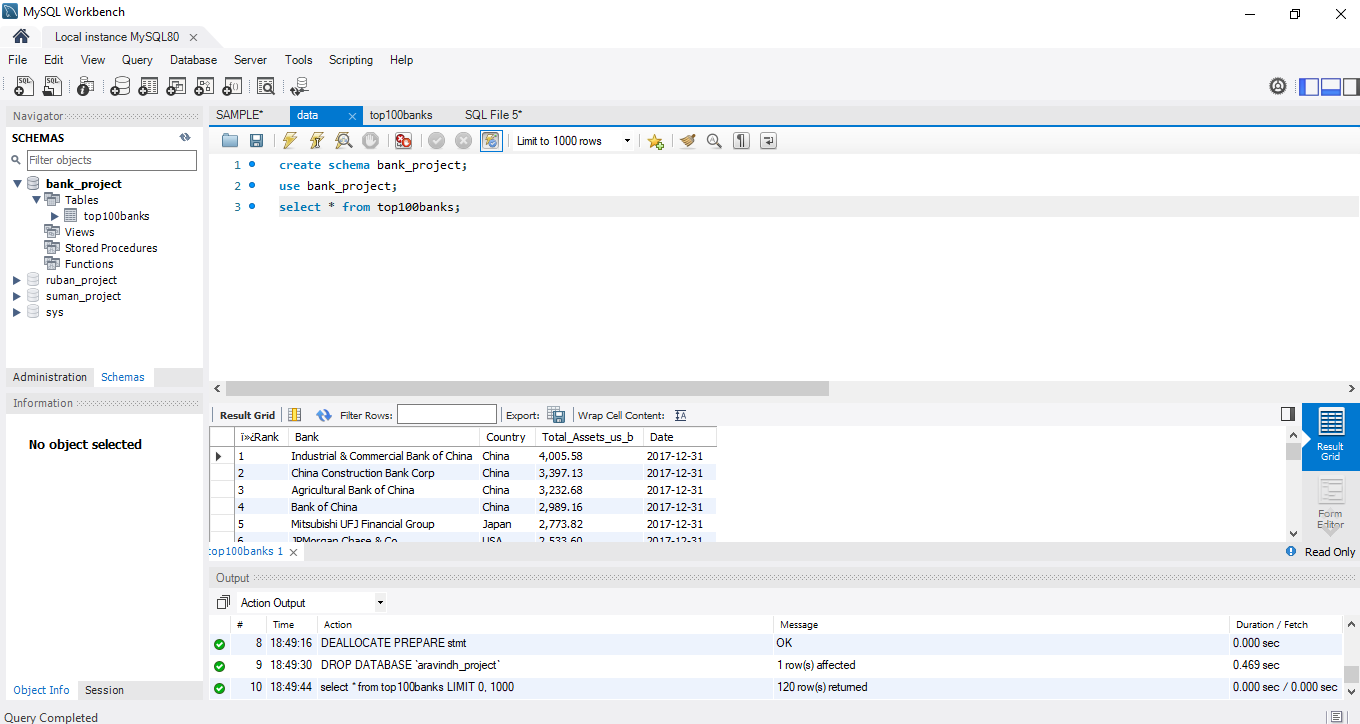 MySQL Workbench
Local instance MySQL80
File Edit View Query Database Server Tools Scripting Help
Navigator
SCHEMAS
Filter objects
bank_project
Tables
top100banks
Views
Stored Procedures
Functions
ruban_project
suman_project
sys
Administration Schemas
Information
No object selected
Object Info Session
SAMPLE* data top100banks SQL File 5*
Limit to 1000 rows
1 create schema bank_project;
2 use bank_project;
3 select * from top100banks;
Result Grid Filter Rows: Export: Wrap Cell Content:
ï»¿Rank Bank Country Total_Assets_us_b Date
1 Industrial & Commercial Bank of China China 4,005.58 2017-12-31
2 China Construction Bank Corp China 3,397.13 2017-12-31
3 Agricultural Bank of China China 3,232.68 2017-12-31
4 Bank of China China 2,989.16 2017-12-31
5 Mitsubishi UFJ Financial Group Japan 2,773.82 2017-12-31
6 JPMorgan Chase & Co USA 2,533.60 2017-12-31
Result
Grid
Form
Editor
top100banks 1
Read Only
Output
Action Output
# Time Action Message Duration / Fetch
8 18:49:16 DEALLOCATE PREPARE stmt OK 0.000 sec
9 18:49:30 DROP DATABASE `aravindh_project` 1 row(s) affected 0.469 sec
10 18:49:44 select * from top100banks LIMIT 0, 1000 120 row(s) returned 0.000 sec / 0.000 sec
Query Completed